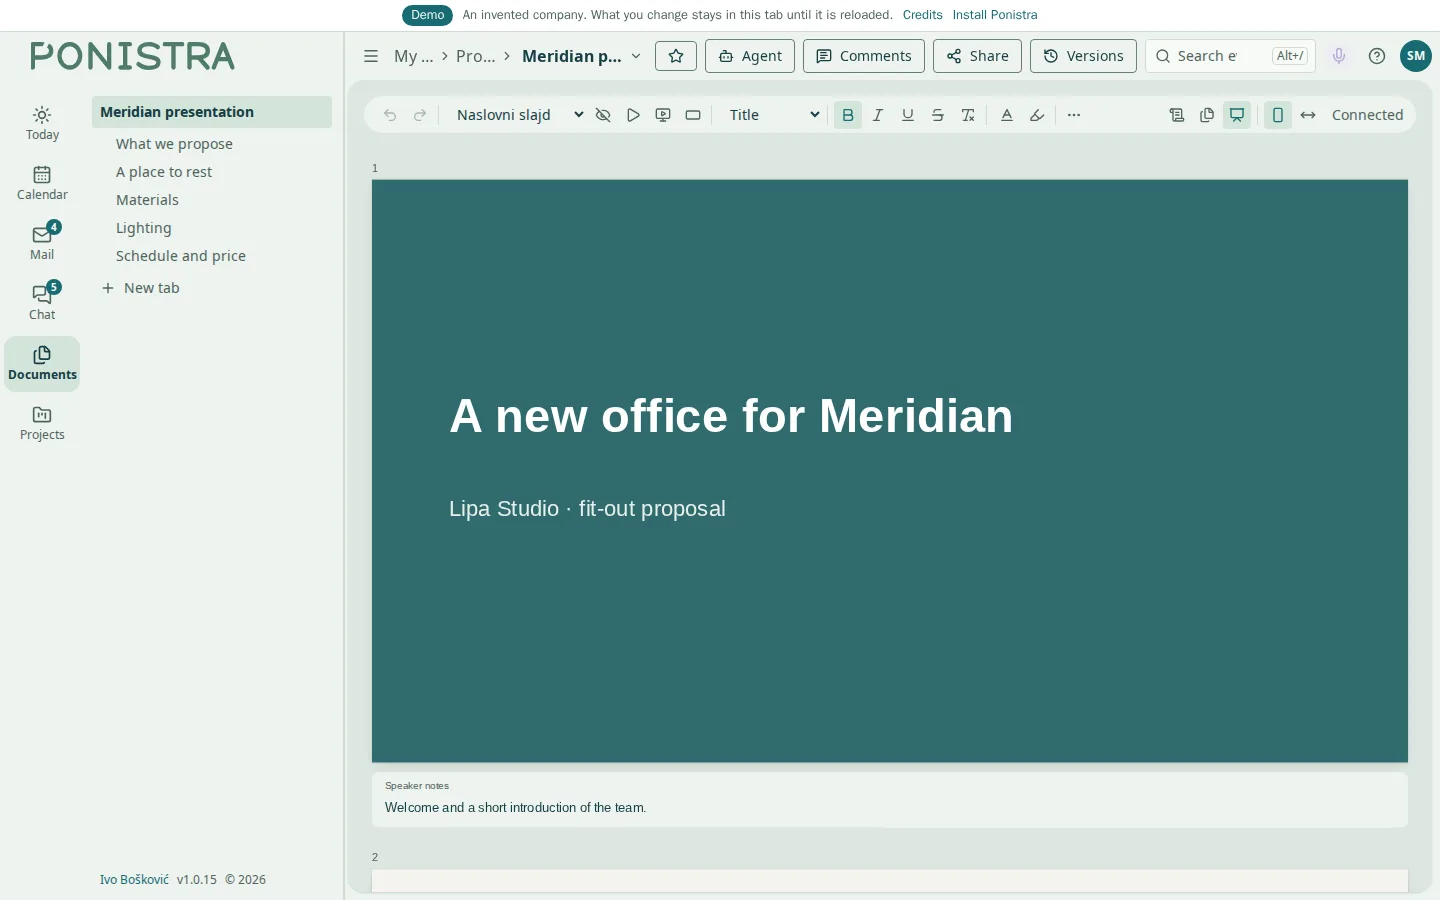 Demo An invented company. What you change stays in this tab until it is reloaded. Credits Install Ponistra
PONISTRA
My ... Pro... Meridian p... Agent Comments Share Versions Search e Alt+/ SM
Today
Calendar
4
Mail
5
Chat
Documents
Projects
Meridian presentation
What we propose
A place to rest
Materials
Lighting
Schedule and price
New tab
Ivo Bošković v1.0.15 © 2026
Naslovni slajd Title B I U S Connected
1
A new office for Meridian
Lipa Studio · fit-out proposal
Speaker notes
Welcome and a short introduction of the team.
2